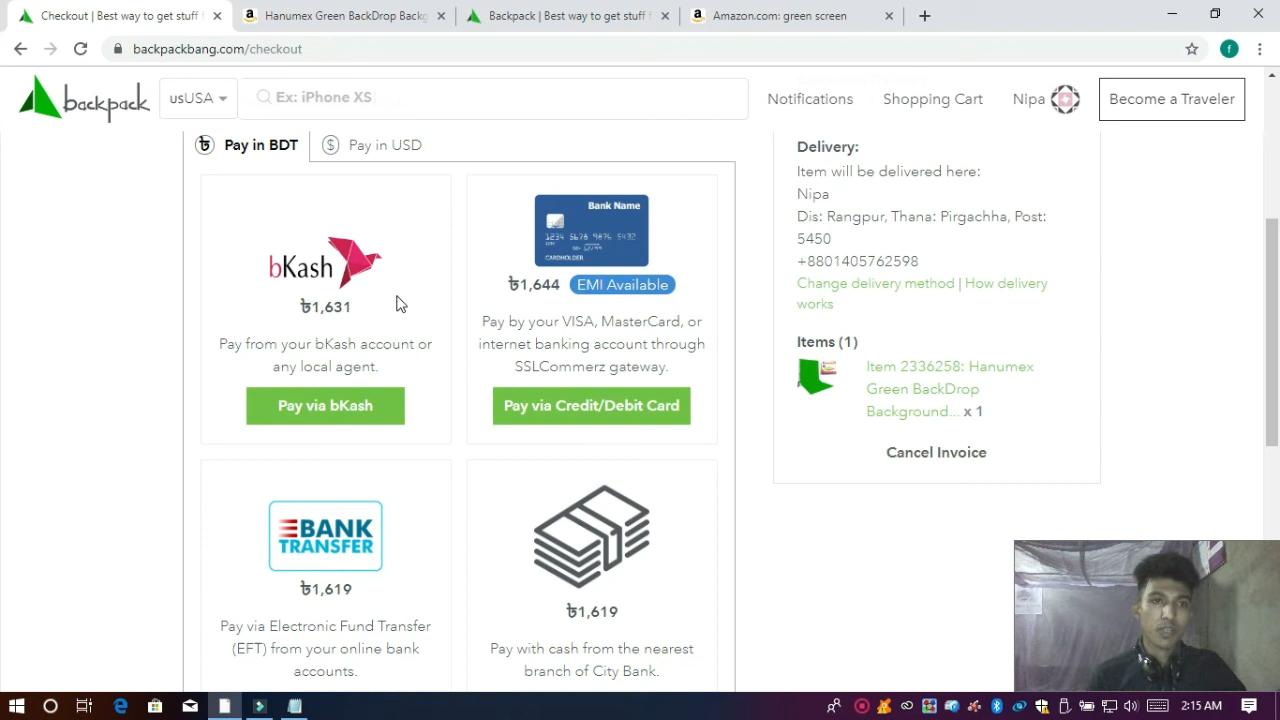 Checkout | Best way to get stuff f
Hanumex Green BackDrop Backg
Backpack | Best way to get stuff f
Amazon.com: green screen
backpackbang.com/checkout
f
backpack
usUSA
Ex: iPhone XS
Notifications
Shopping Cart
Nipa
Become a Traveler
৳ Pay in BDT
$ Pay in USD
bKash
৳1,631
Pay from your bKash account or
any local agent.
Pay via bKash
Bank Name
1234 5678 9876 5432
CARDHOLDER
৳1,644 EMI Available
Pay by your VISA, MasterCard, or
internet banking account through
SSLCommerz gateway.
Pay via Credit/Debit Card
BANK
TRANSFER
৳1,619
Pay via Electronic Fund Transfer
(EFT) from your online bank
accounts.
৳1,619
Pay with cash from the nearest
branch of City Bank.
Delivery:
Item will be delivered here:
Nipa
Dis: Rangpur, Thana: Pirgachha, Post:
5450
+8801405762598
Change delivery method | How delivery
works
Items (1)
Item 2336258: Hanumex
Green BackDrop
Background... x 1
Cancel Invoice
2:15 AM